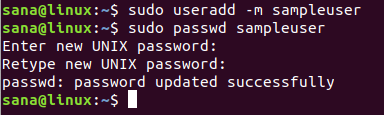 sana@linux:~$ sudo useradd -m sampleuser
sana@linux:~$ sudo passwd sampleuser
Enter new UNIX password:
Retype new UNIX password:
passwd: password updated successfully
sana@linux:~$